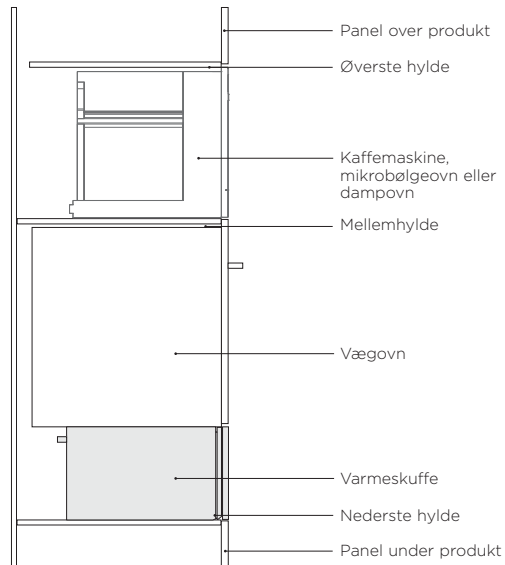 Panel over produkt
Øverste hylde
Kaffemaskine,
mikrobølgeovn eller
dampovn
Mellemhylde
Vægovn
Varmeskuffe
Nederste hylde
Panel under produkt